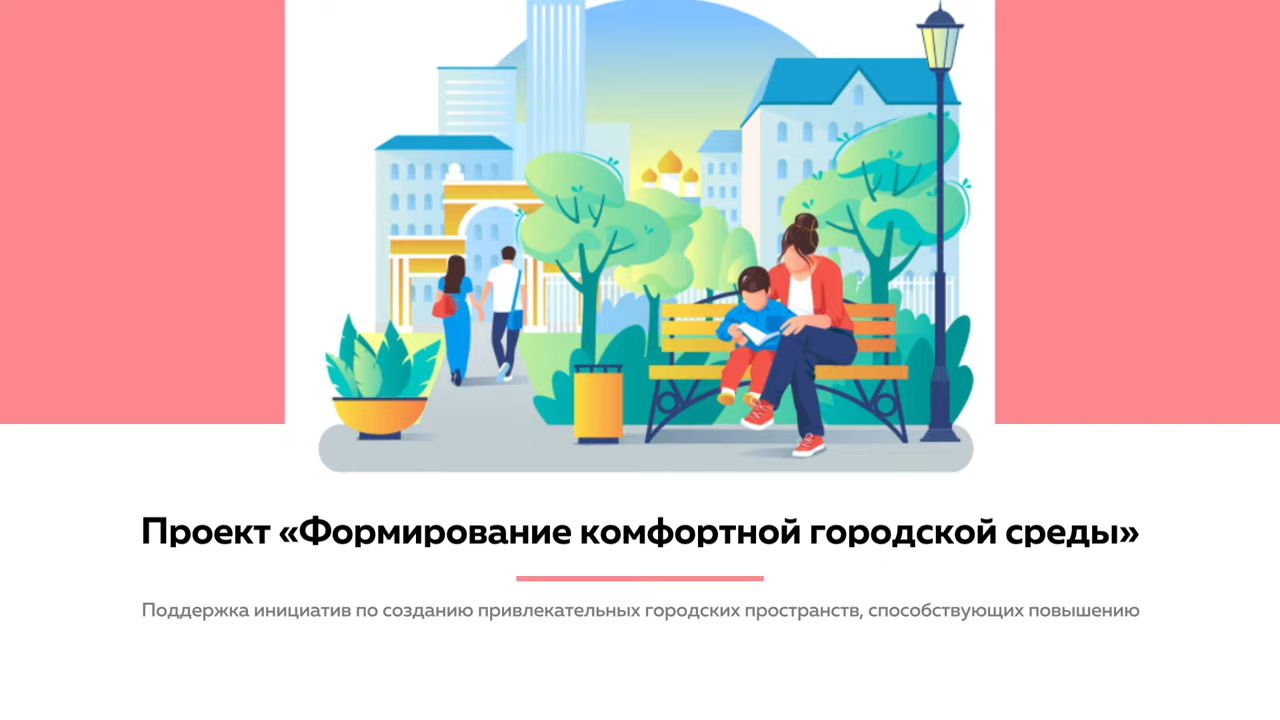 Проект «Формирование комфортной городской среды»
Поддержка инициатив по созданию привлекательных городских пространств, способствующих повышению